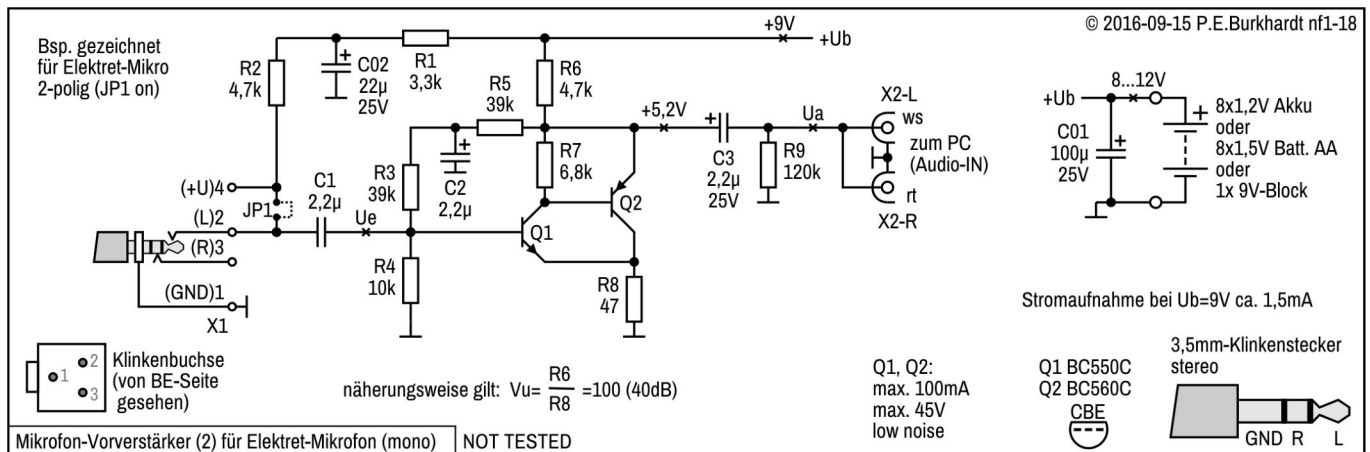 © 2016-09-15 P.E.Burkhardt nf1-18
Bsp. gezeichnet
für Elektret-Mikro
2-polig (JP1 on)
R2
4,7k
C02
22µ
25V
R1
3,3k
+9V
+Ub
R5
39k
R6
4,7k
+5,2V
R3
39k
C2
2,2µ
R7
6,8k
Q2
C3
2,2µ
25V
Ua
R9
120k
X2-L
ws
zum PC
(Audio-IN)
rt
X2-R
8...12V
+Ub
C01
100µ
25V
8x1,2V Akku
oder
8x1,5V Batt. AA
oder
1x 9V-Block
(+U)4
JP1
(L)2
(R)3
(GND)1
X1
C1
2,2µ
Ue
R4
10k
Q1
R8
47
Stromaufnahme bei Ub=9V ca. 1,5mA
1
2
3
Klinkenbuchse
(von BE-Seite
gesehen)
näherungsweise gilt: Vu= R6/R8 =100 (40dB)
Q1, Q2:
max. 100mA
max. 45V
low noise
Q1 BC550C
Q2 BC560C
CBE
3,5mm-Klinkenstecker
stereo
GND R L
Mikrofon-Vorverstärker (2) für Elektret-Mikrofon (mono) NOT TESTED